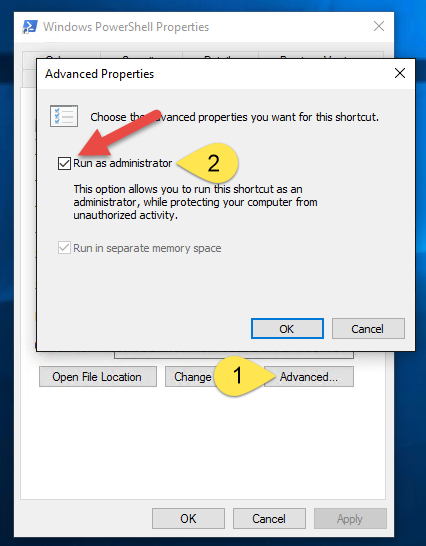 Windows PowerShell Properties
Advanced Properties
Choose the advanced properties you want for this shortcut.
Run as administrator
2
This option allows you to run this shortcut as an
administrator, while protecting your computer from
unauthorized activity.
Run in separate memory space
OK
Cancel
Open File Location
Change
1
Advanced...
OK
Cancel
Apply